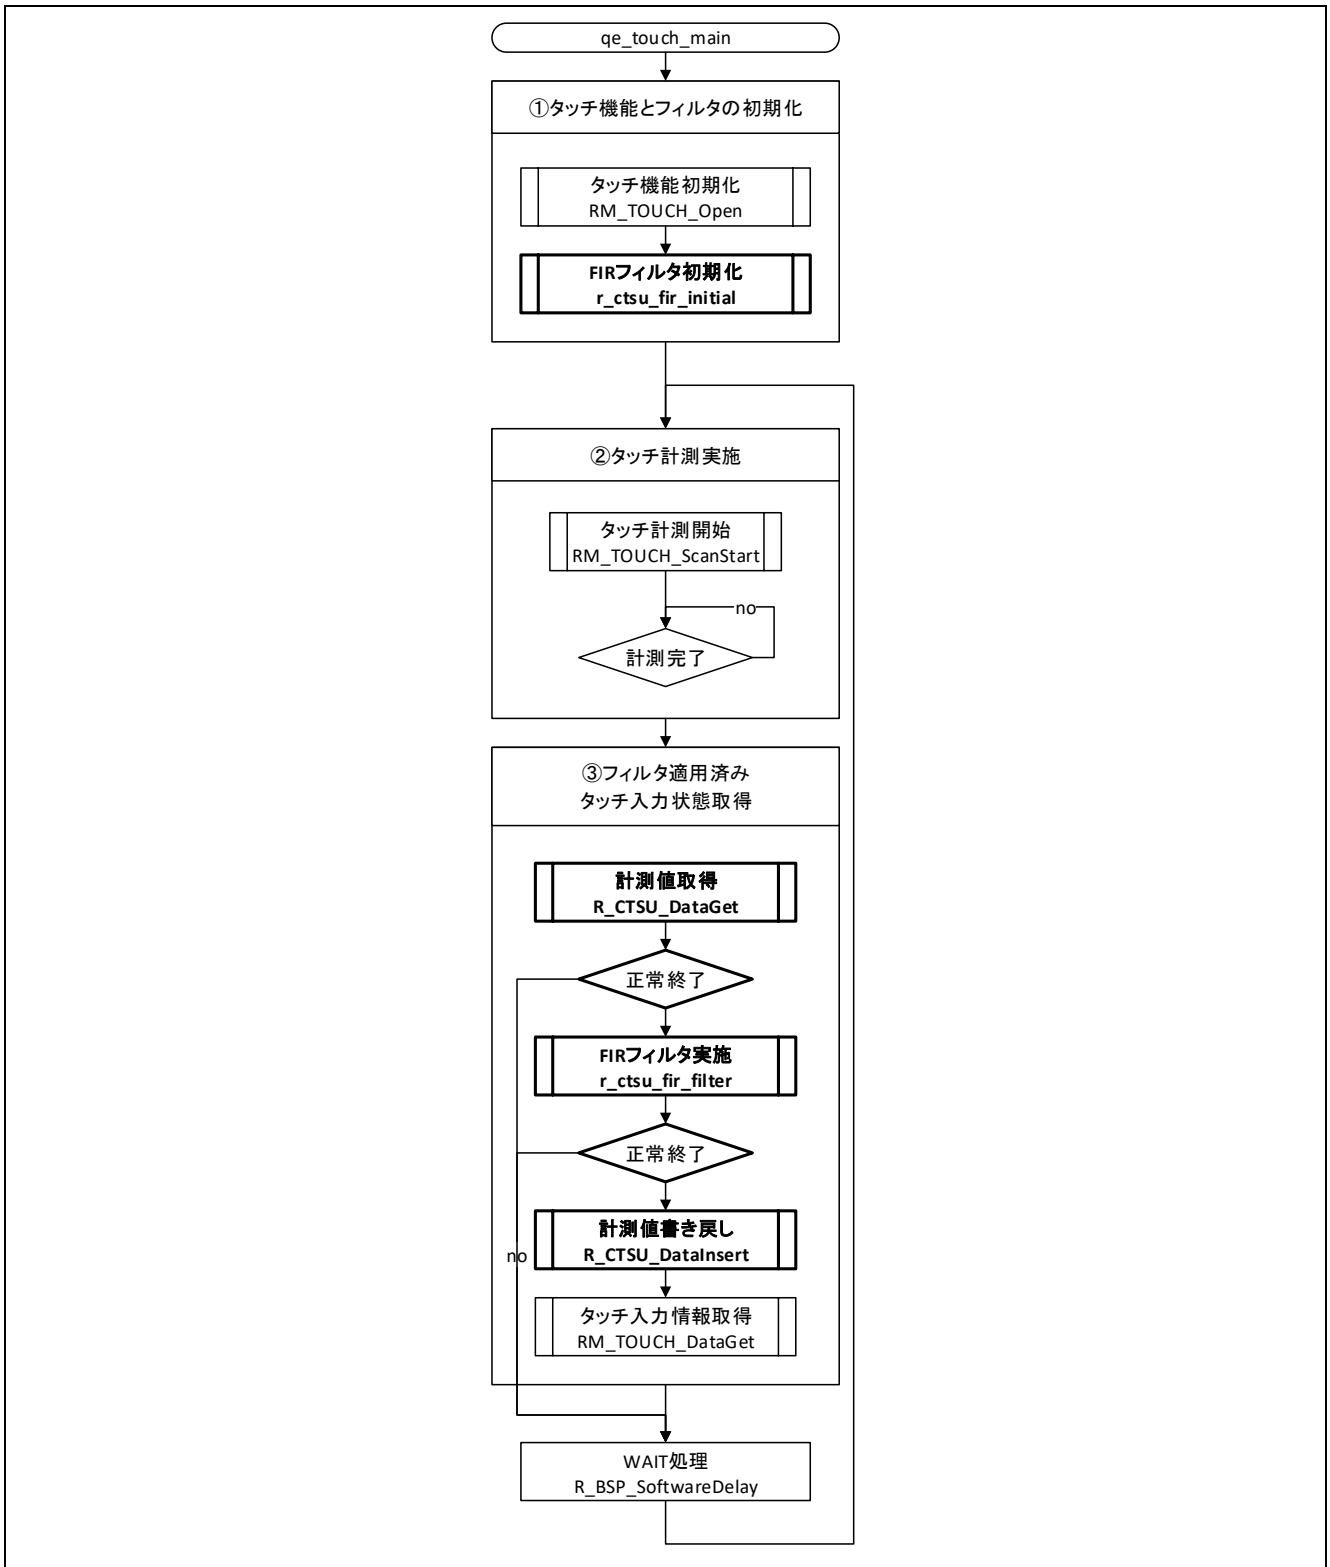 qe_touch_main
①タッチ機能とフィルタの初期化
タッチ機能初期化
RM_TOUCH_Open
FIRフィルタ初期化
r_ctsu_fir_initial
②タッチ計測実施
タッチ計測開始
RM_TOUCH_ScanStart
no
計測完了
③フィルタ適用済み
タッチ入力状態取得
計測値取得
R_CTSU_DataGet
正常終了
FIRフィルタ実施
r_ctsu_fir_filter
正常終了
計測値書き戻し
R_CTSU_DataInsert
no
タッチ入力情報取得
RM_TOUCH_DataGet
WAIT処理
R_BSP_SoftwareDelay